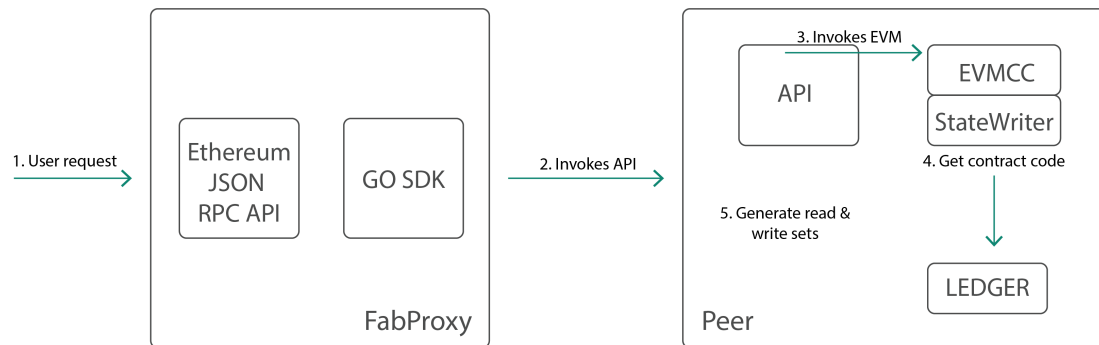 1. User request
Ethereum
JSON
RPC API
GO SDK
FabProxy
2. Invokes API
3. Invokes EVM
API
EVMCC
StateWriter
4. Get contract code
5. Generate read &
write sets
LEDGER
Peer